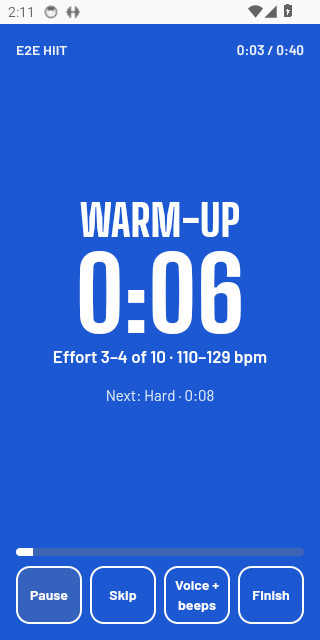 2:11
E2E HIIT
0:03 / 0:40
WARM-UP
0:06
Effort 3–4 of 10 · 110–129 bpm
Next: Hard · 0:08
Pause
Skip
Voice +
beeps
Finish